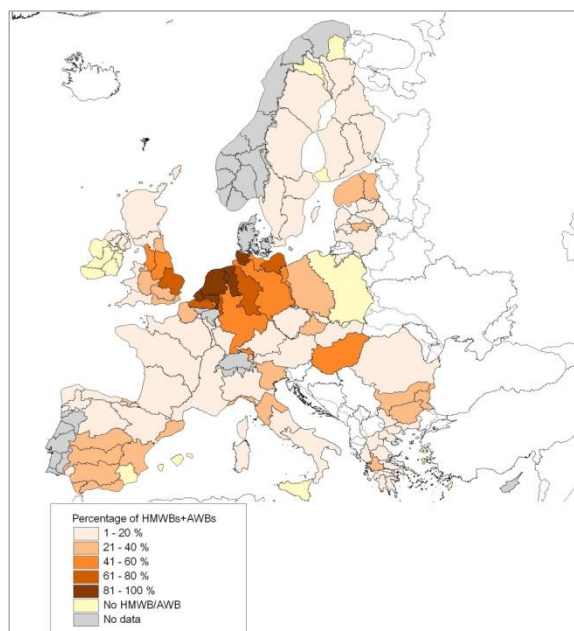 Percentage of HMWBs+AWBs
1 - 20 %
21 - 40 %
41 - 60 %
61 - 80 %
81 - 100 %
No HMWB/AWB
No data